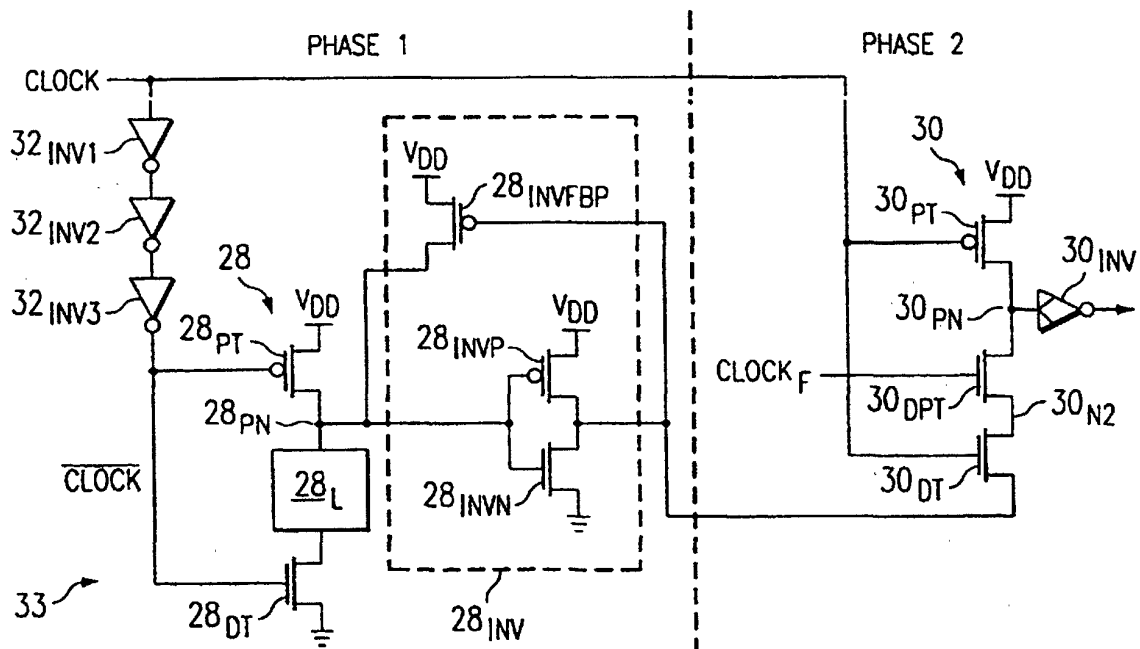 PHASE 1
PHASE 2
CLOCK
32INV1
32INV2
32INV3
28
28PT
VDD
28PN
28L
CLOCK
28DT
33
VDD
28INVFBP
28INVP
VDD
28INVN
28INV
30
VDD
30PT
30INV
30PN
CLOCKF
30DPT
30N2
30DT